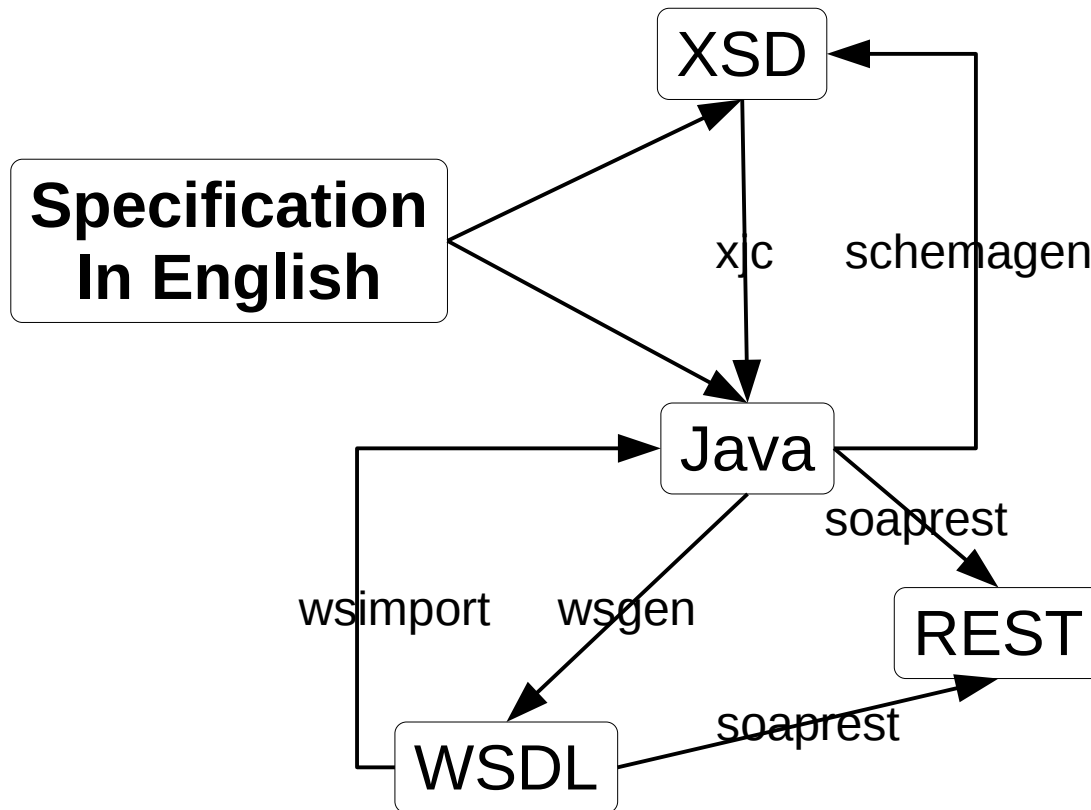 XSD
Specification
In English
xjc
schemagen
Java
soaprest
wsimport
wsgen
REST
soaprest
WSDL